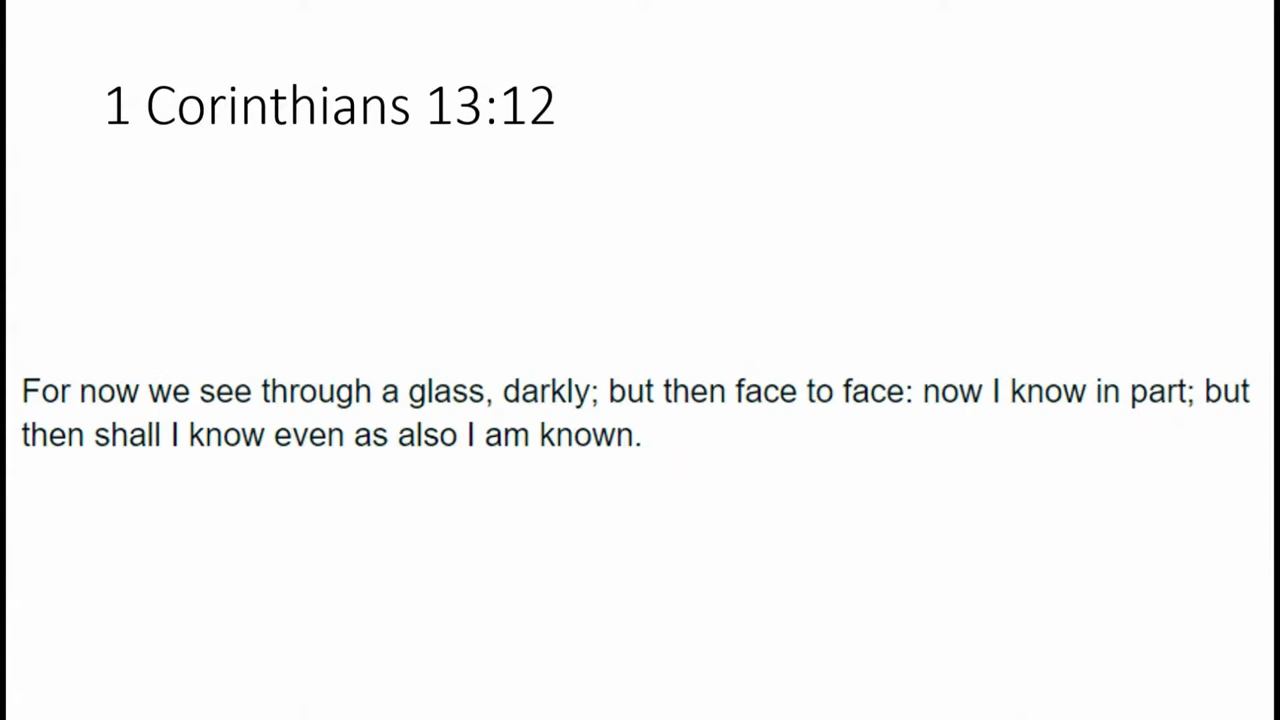 1 Corinthians 13:12
For now we see through a glass, darkly; but then face to face: now I know in part; but
then shall I know even as also I am known.